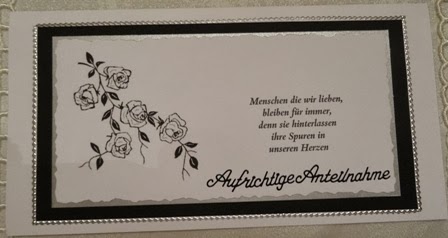 Menschen die wir lieben,
bleiben für immer,
denn sie hinterlassen
ihre Spuren in
unseren Herzen
Aufrichtige Anteilnahme